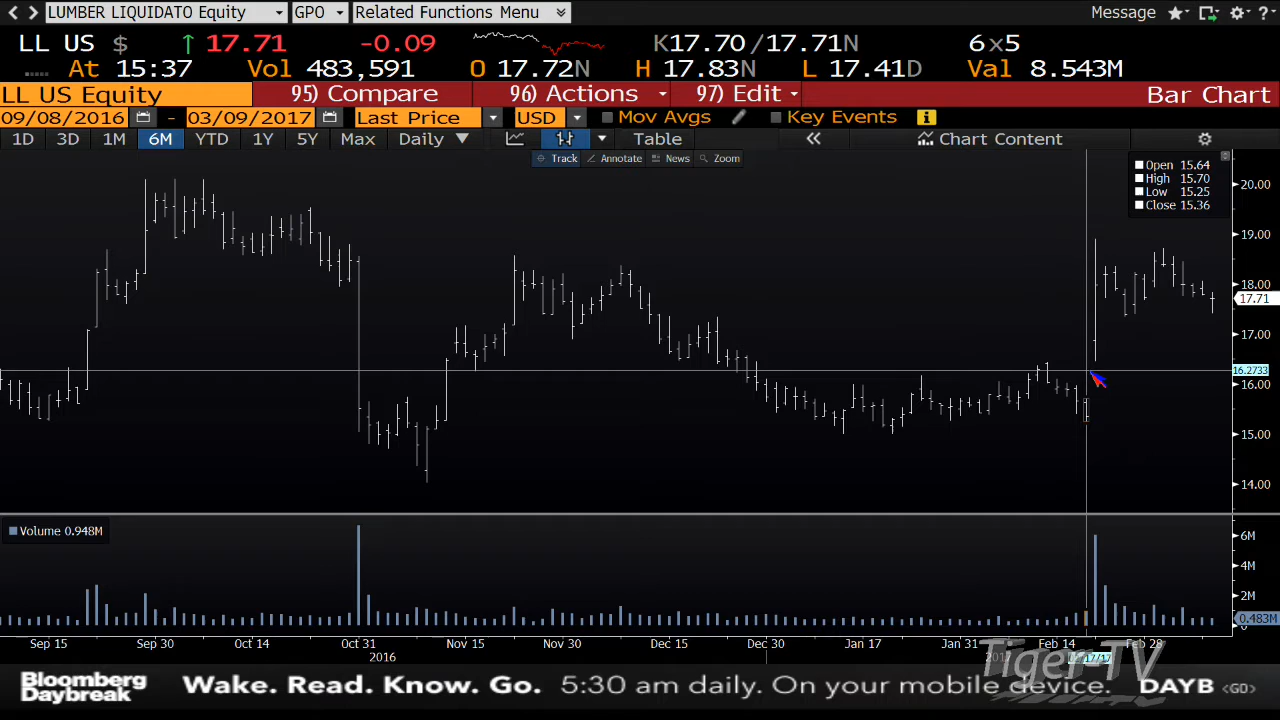 LUMBER LIQUIDATO Equity GPO Related Functions Menu Message
LL US $ ↑ 17.71 -0.09 K17.70 /17.71N 6x5
At 15:37 Vol 483,591 O 17.72N H 17.83N L 17.41D Val 8.543M
LL US Equity 95) Compare 96) Actions 97) Edit Bar Chart
09/08/2016 - 03/09/2017 Last Price USD Mov Avgs Key Events
1D 3D 1M 6M YTD 1Y 5Y Max Daily ▼ Table « Chart Content
Track Annotate News Zoom
Open 15.64
High 15.70
Low 15.25
Close 15.36
20.00
19.00
18.00
17.71
17.00
16.2733
16.00
15.00
14.00
Volume 0.948M
6M
4M
2M
0.483M
0
Sep 15 Sep 30 Oct 14 Oct 31 Nov 15 Nov 30 Dec 15 Dec 30 Jan 17 Jan 31 Feb 14 Feb 28
2016
Tiger-TV
Bloomberg
Daybreak
Wake. Read. Know. Go. 5:30 am daily. On your mobile device. DAYB <GO>